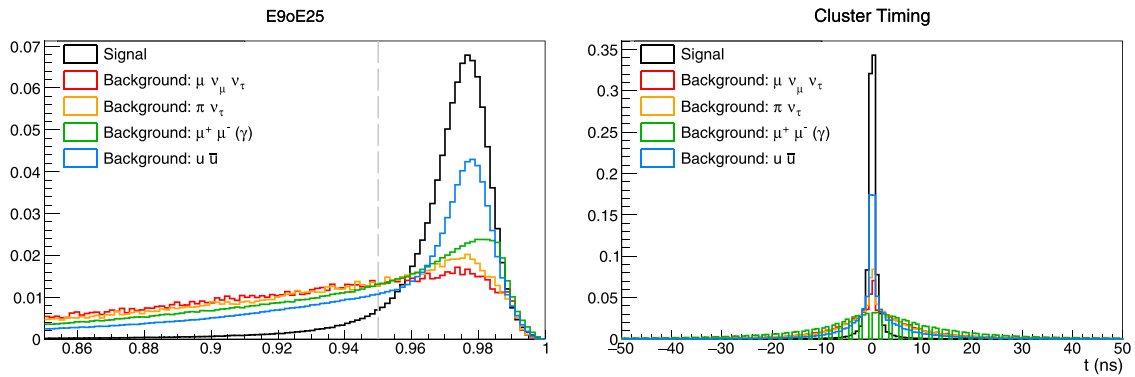 E9oE25
Signal
Background: μ ν_μ ν_τ
Background: π ν_τ
Background: μ⁺ μ⁻ (γ)
Background: u u̅
0.07
0.06
0.05
0.04
0.03
0.02
0.01
0
0.86 0.88 0.9 0.92 0.94 0.96 0.98 1
Cluster Timing
Signal
Background: μ ν_μ ν_τ
Background: π ν_τ
Background: μ⁺ μ⁻ (γ)
Background: u u̅
0.35
0.3
0.25
0.2
0.15
0.1
0.05
0
−50 −40 −30 −20 −10 0 10 20 30 40 50
t (ns)